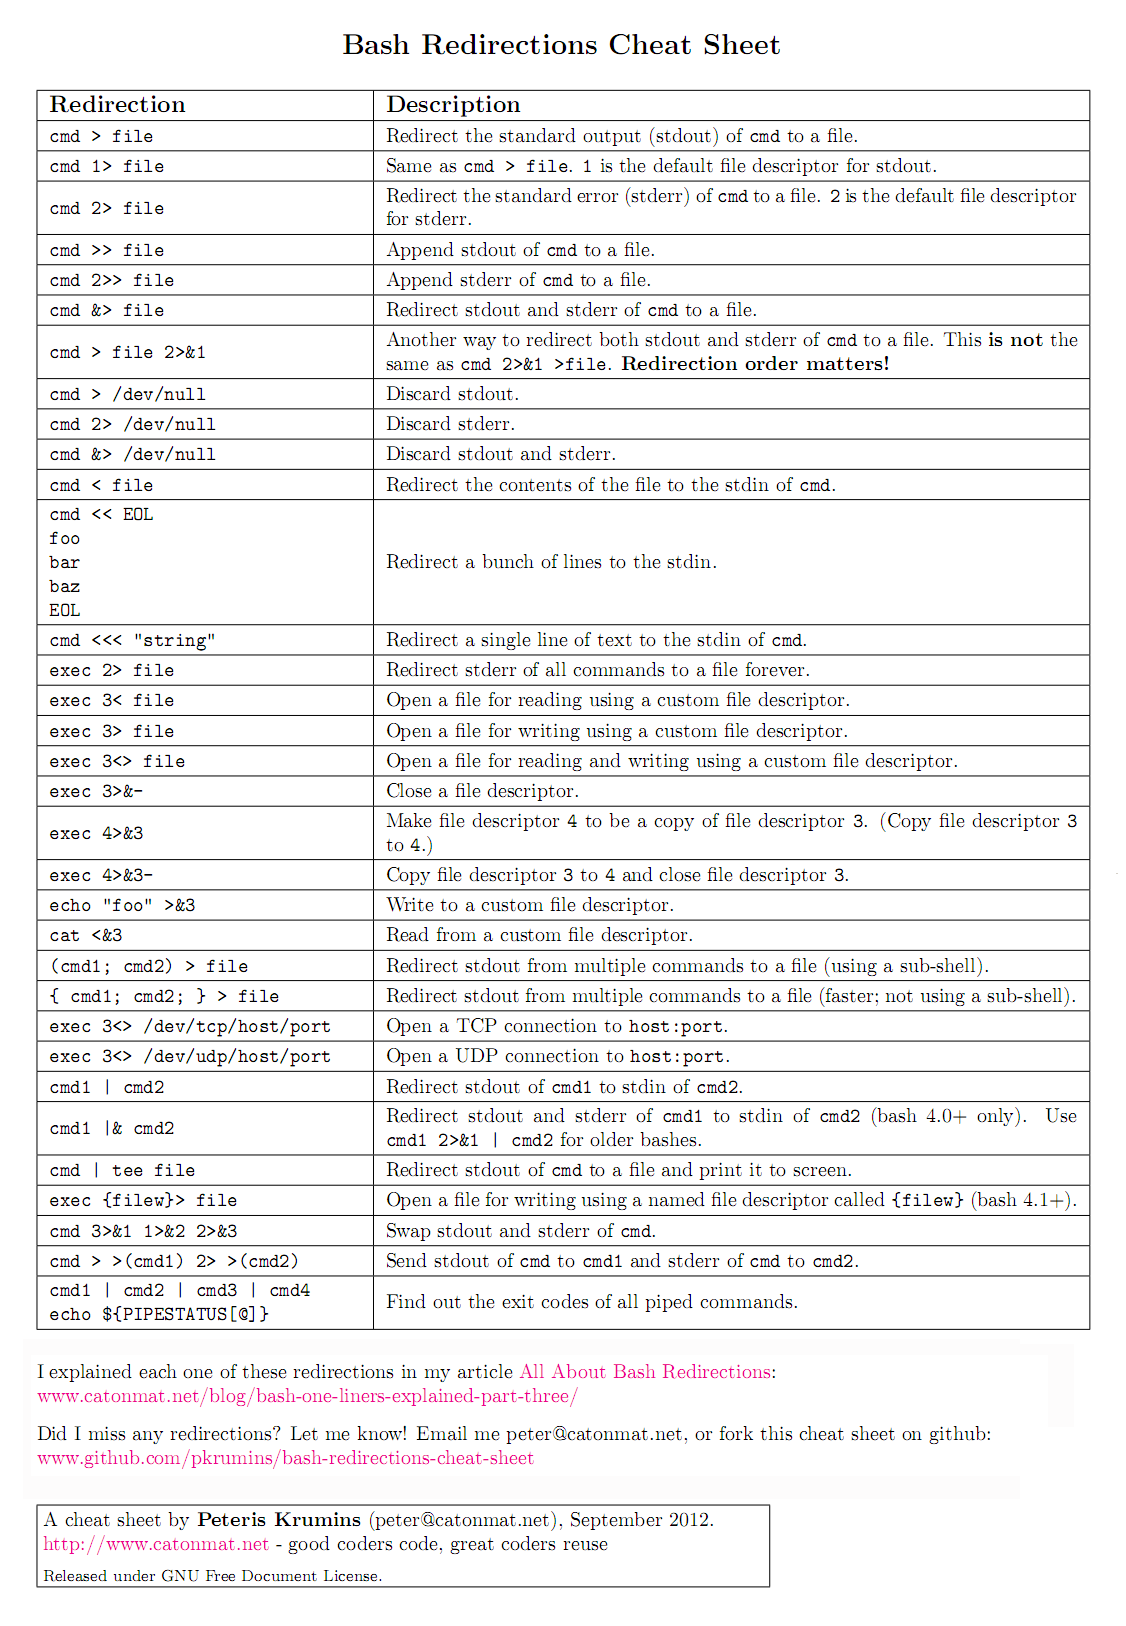 Bash Redirections Cheat Sheet
Redirection Description
cmd > file Redirect the standard output (stdout) of cmd to a file.
cmd 1> file Same as cmd > file. 1 is the default file descriptor for stdout.
cmd 2> file Redirect the standard error (stderr) of cmd to a file. 2 is the default file descriptor
for stderr.
cmd >> file Append stdout of cmd to a file.
cmd 2>> file Append stderr of cmd to a file.
cmd &> file Redirect stdout and stderr of cmd to a file.
cmd > file 2>&1 Another way to redirect both stdout and stderr of cmd to a file. This is not the
same as cmd 2>&1 >file. Redirection order matters!
cmd > /dev/null Discard stdout.
cmd 2> /dev/null Discard stderr.
cmd &> /dev/null Discard stdout and stderr.
cmd < file Redirect the contents of the file to the stdin of cmd.
cmd << EOL
foo
bar
baz
EOL
Redirect a bunch of lines to the stdin.
cmd <<< "string" Redirect a single line of text to the stdin of cmd.
exec 2> file Redirect stderr of all commands to a file forever.
exec 3< file Open a file for reading using a custom file descriptor.
exec 3> file Open a file for writing using a custom file descriptor.
exec 3<> file Open a file for reading and writing using a custom file descriptor.
exec 3>&- Close a file descriptor.
exec 4>&3 Make file descriptor 4 to be a copy of file descriptor 3. (Copy file descriptor 3
to 4.)
exec 4>&3- Copy file descriptor 3 to 4 and close file descriptor 3.
echo "foo" >&3 Write to a custom file descriptor.
cat <&3 Read from a custom file descriptor.
(cmd1; cmd2) > file Redirect stdout from multiple commands to a file (using a sub-shell).
{ cmd1; cmd2; } > file Redirect stdout from multiple commands to a file (faster; not using a sub-shell).
exec 3<> /dev/tcp/host/port Open a TCP connection to host:port.
exec 3<> /dev/udp/host/port Open a UDP connection to host:port.
cmd1 | cmd2 Redirect stdout of cmd1 to stdin of cmd2.
cmd1 |& cmd2 Redirect stdout and stderr of cmd1 to stdin of cmd2 (bash 4.0+ only). Use
cmd1 2>&1 | cmd2 for older bashes.
cmd | tee file Redirect stdout of cmd to a file and print it to screen.
exec {filew}> file Open a file for writing using a named file descriptor called {filew} (bash 4.1+).
cmd 3>&1 1>&2 2>&3 Swap stdout and stderr of cmd.
cmd > >(cmd1) 2> >(cmd2) Send stdout of cmd to cmd1 and stderr of cmd to cmd2.
cmd1 | cmd2 | cmd3 | cmd4
echo ${PIPESTATUS[@]}
Find out the exit codes of all piped commands.
I explained each one of these redirections in my article All About Bash Redirections:
www.catonmat.net/blog/bash-one-liners-explained-part-three/
Did I miss any redirections? Let me know! Email me peter@catonmat.net, or fork this cheat sheet on github:
www.github.com/pkrumins/bash-redirections-cheat-sheet
A cheat sheet by Peteris Krumins (peter@catonmat.net), September 2012.
http://www.catonmat.net - good coders code, great coders reuse
Released under GNU Free Document License.